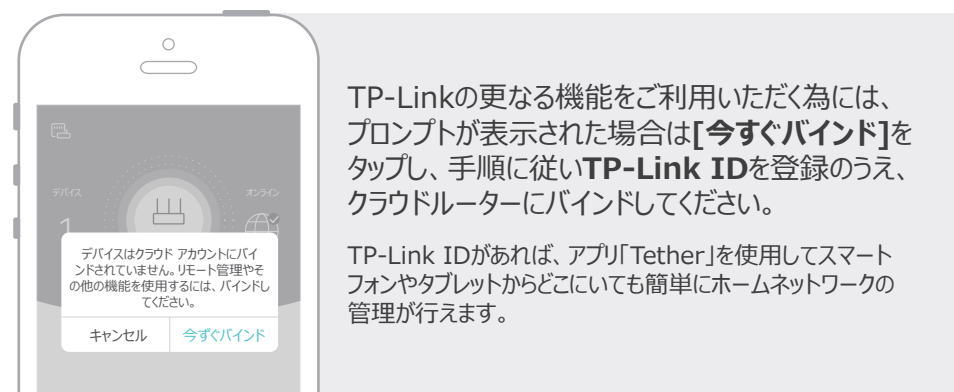 TP-Linkの更なる機能をご利用いただく為には、
プロンプトが表示された場合は[今すぐバインド]を
タップし、手順に従いTP-Link IDを登録のうえ、
クラウドルーターにバインドしてください。
TP-Link IDがあれば、アプリ「Tether」を使用してスマート
フォンやタブレットからどこにいても簡単にホームネットワークの
管理が行えます。
デバイス
オンライン
1
デバイスはクラウド アカウントにバイ
ンドされていません。リモート管理やそ
の他の機能を使用するには、バインドし
てください。
キャンセル
今すぐバインド